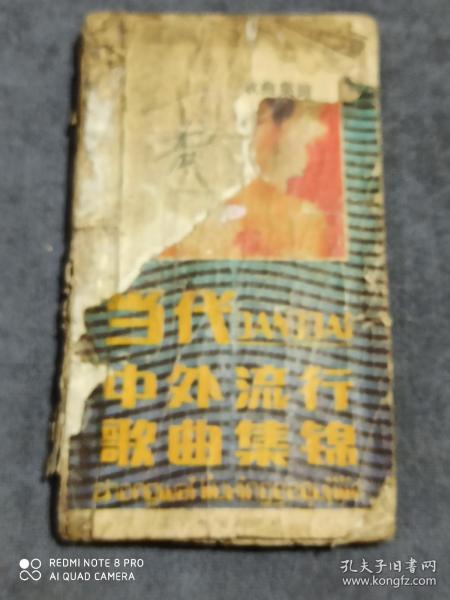 当代
中外流行
歌曲集锦
REDMI NOTE 8 PRO
AI QUAD CAMERA
孔夫子旧书网
www.kongfz.com